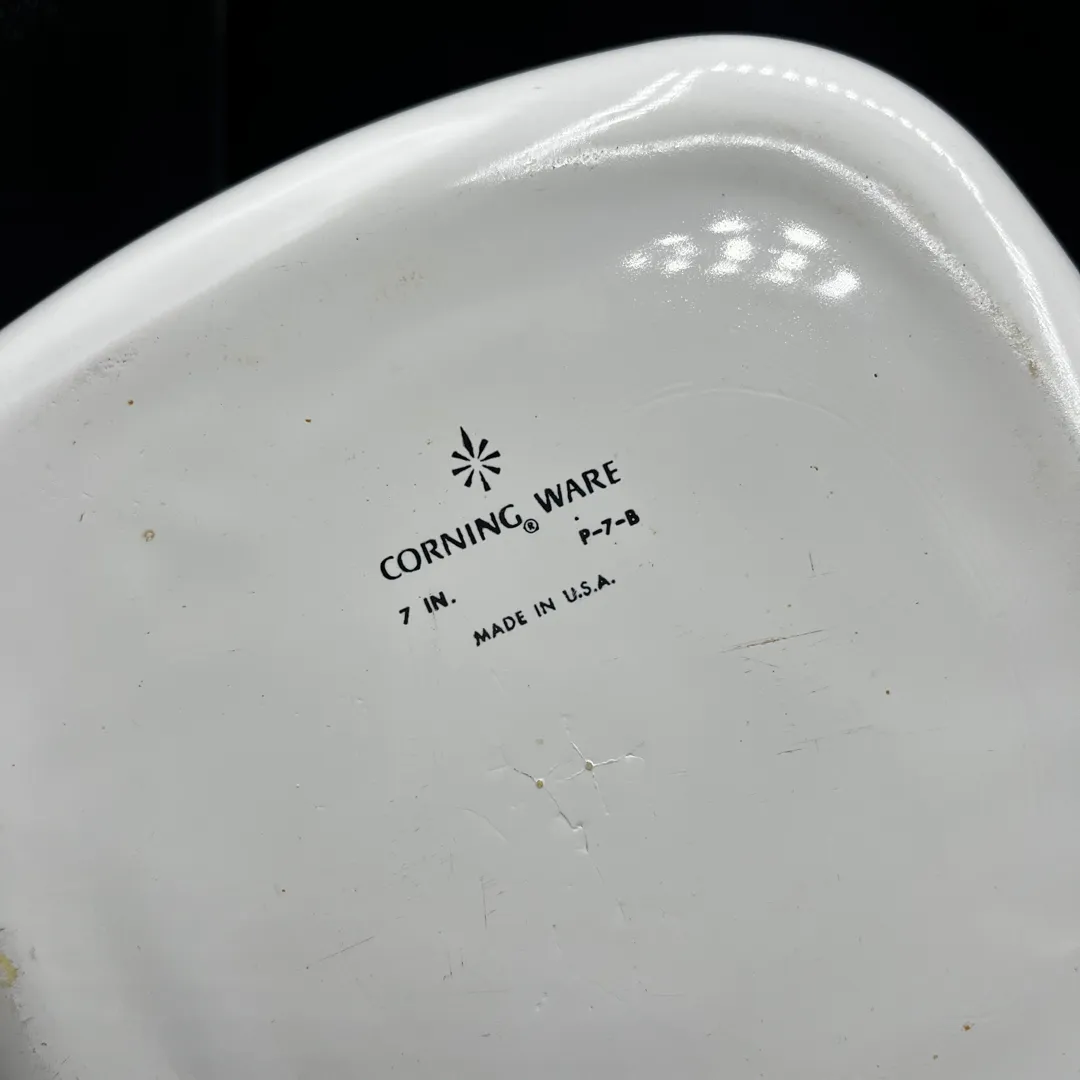 CORNING® WARE
P-7-B
7 IN.
MADE IN U.S.A.